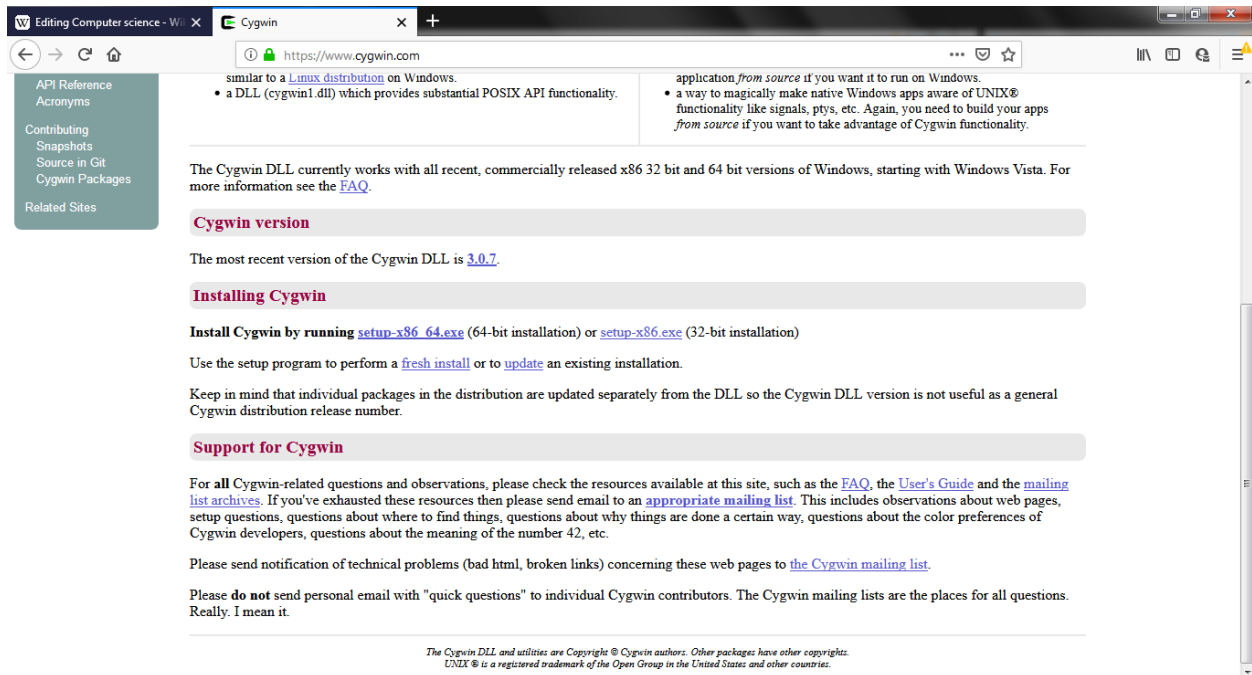 Editing Computer science - Wi
Cygwin
https://www.cygwin.com
API Reference
Acronyms
Contributing
Snapshots
Source in Git
Cygwin Packages
Related Sites
similar to a Linux distribution on Windows.
• a DLL (cygwin1.dll) which provides substantial POSIX API functionality.
application from source if you want it to run on Windows.
• a way to magically make native Windows apps aware of UNIX®
functionality like signals, ptys, etc. Again, you need to build your apps
from source if you want to take advantage of Cygwin functionality.
The Cygwin DLL currently works with all recent, commercially released x86 32 bit and 64 bit versions of Windows, starting with Windows Vista. For
more information see the FAQ.
Cygwin version
The most recent version of the Cygwin DLL is 3.0.7.
Installing Cygwin
Install Cygwin by running setup-x86_64.exe (64-bit installation) or setup-x86.exe (32-bit installation)
Use the setup program to perform a fresh install or to update an existing installation.
Keep in mind that individual packages in the distribution are updated separately from the DLL so the Cygwin DLL version is not useful as a general
Cygwin distribution release number.
Support for Cygwin
For all Cygwin-related questions and observations, please check the resources available at this site, such as the FAQ, the User's Guide and the mailing
list archives. If you've exhausted these resources then please send email to an appropriate mailing list. This includes observations about web pages,
setup questions, questions about where to find things, questions about why things are done a certain way, questions about the color preferences of
Cygwin developers, questions about the meaning of the number 42, etc.
Please send notification of technical problems (bad html, broken links) concerning these web pages to the Cygwin mailing list.
Please do not send personal email with "quick questions" to individual Cygwin contributors. The Cygwin mailing lists are the places for all questions.
Really. I mean it.
The Cygwin DLL and utilities are Copyright © Cygwin authors. Other packages have other copyrights.
UNIX ® is a registered trademark of the Open Group in the United States and other countries.